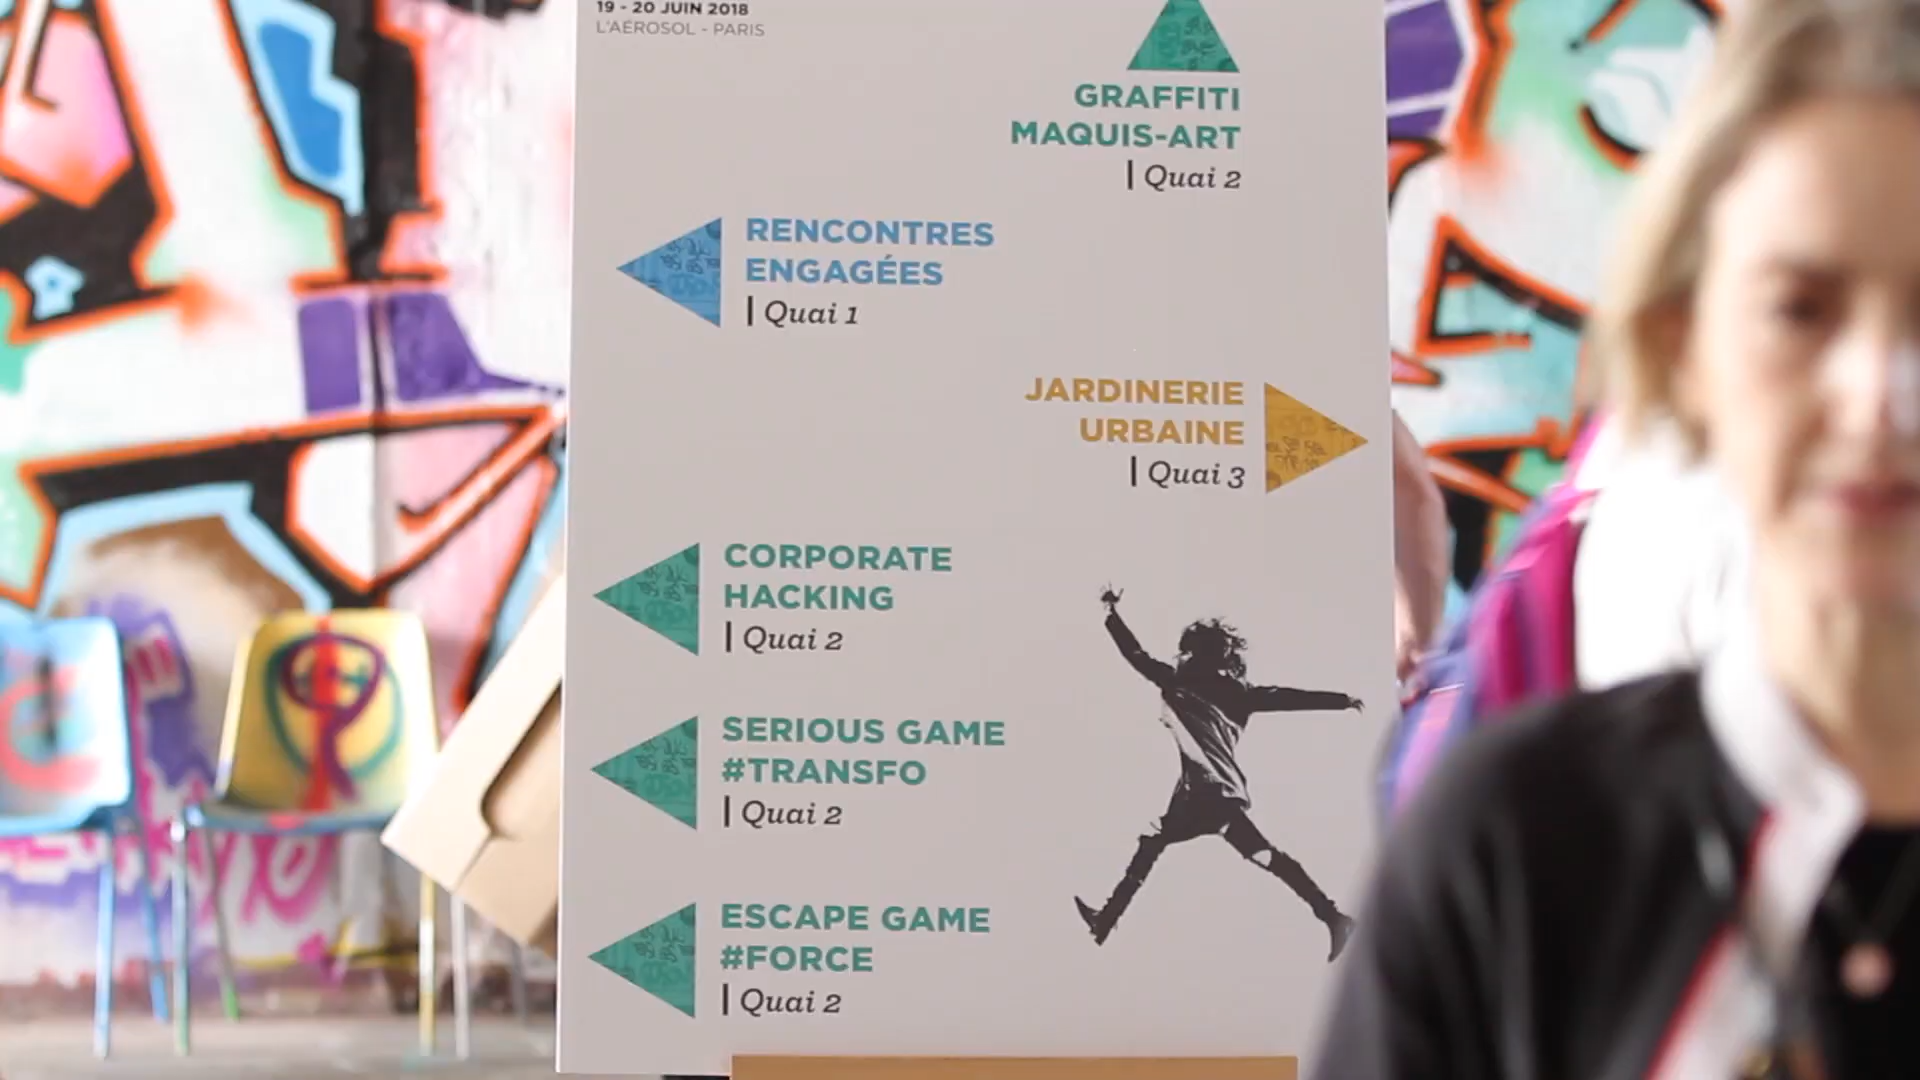 19 - 20 JUIN 2018
L'AÉROSOL - PARIS
GRAFFITI
MAQUIS-ART
| Quai 2
RENCONTRES
ENGAGÉES
| Quai 1
JARDINERIE
URBAINE
| Quai 3
CORPORATE
HACKING
| Quai 2
SERIOUS GAME
#TRANSFO
| Quai 2
ESCAPE GAME
#FORCE
| Quai 2